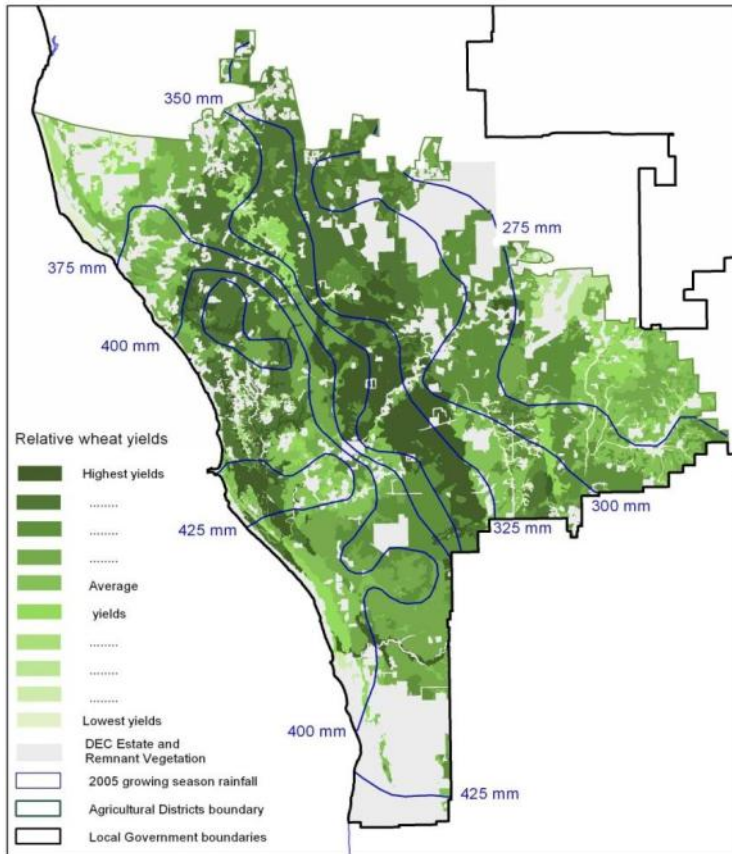 350 mm
275 mm
375 mm
400 mm
Relative wheat yields
Highest yields
........
........
........
Average
yields
........
........
........
Lowest yields
DEC Estate and
Remnant Vegetation
2005 growing season rainfall
Agricultural Districts boundary
Local Government boundaries
425 mm
325 mm
300 mm
400 mm
425 mm